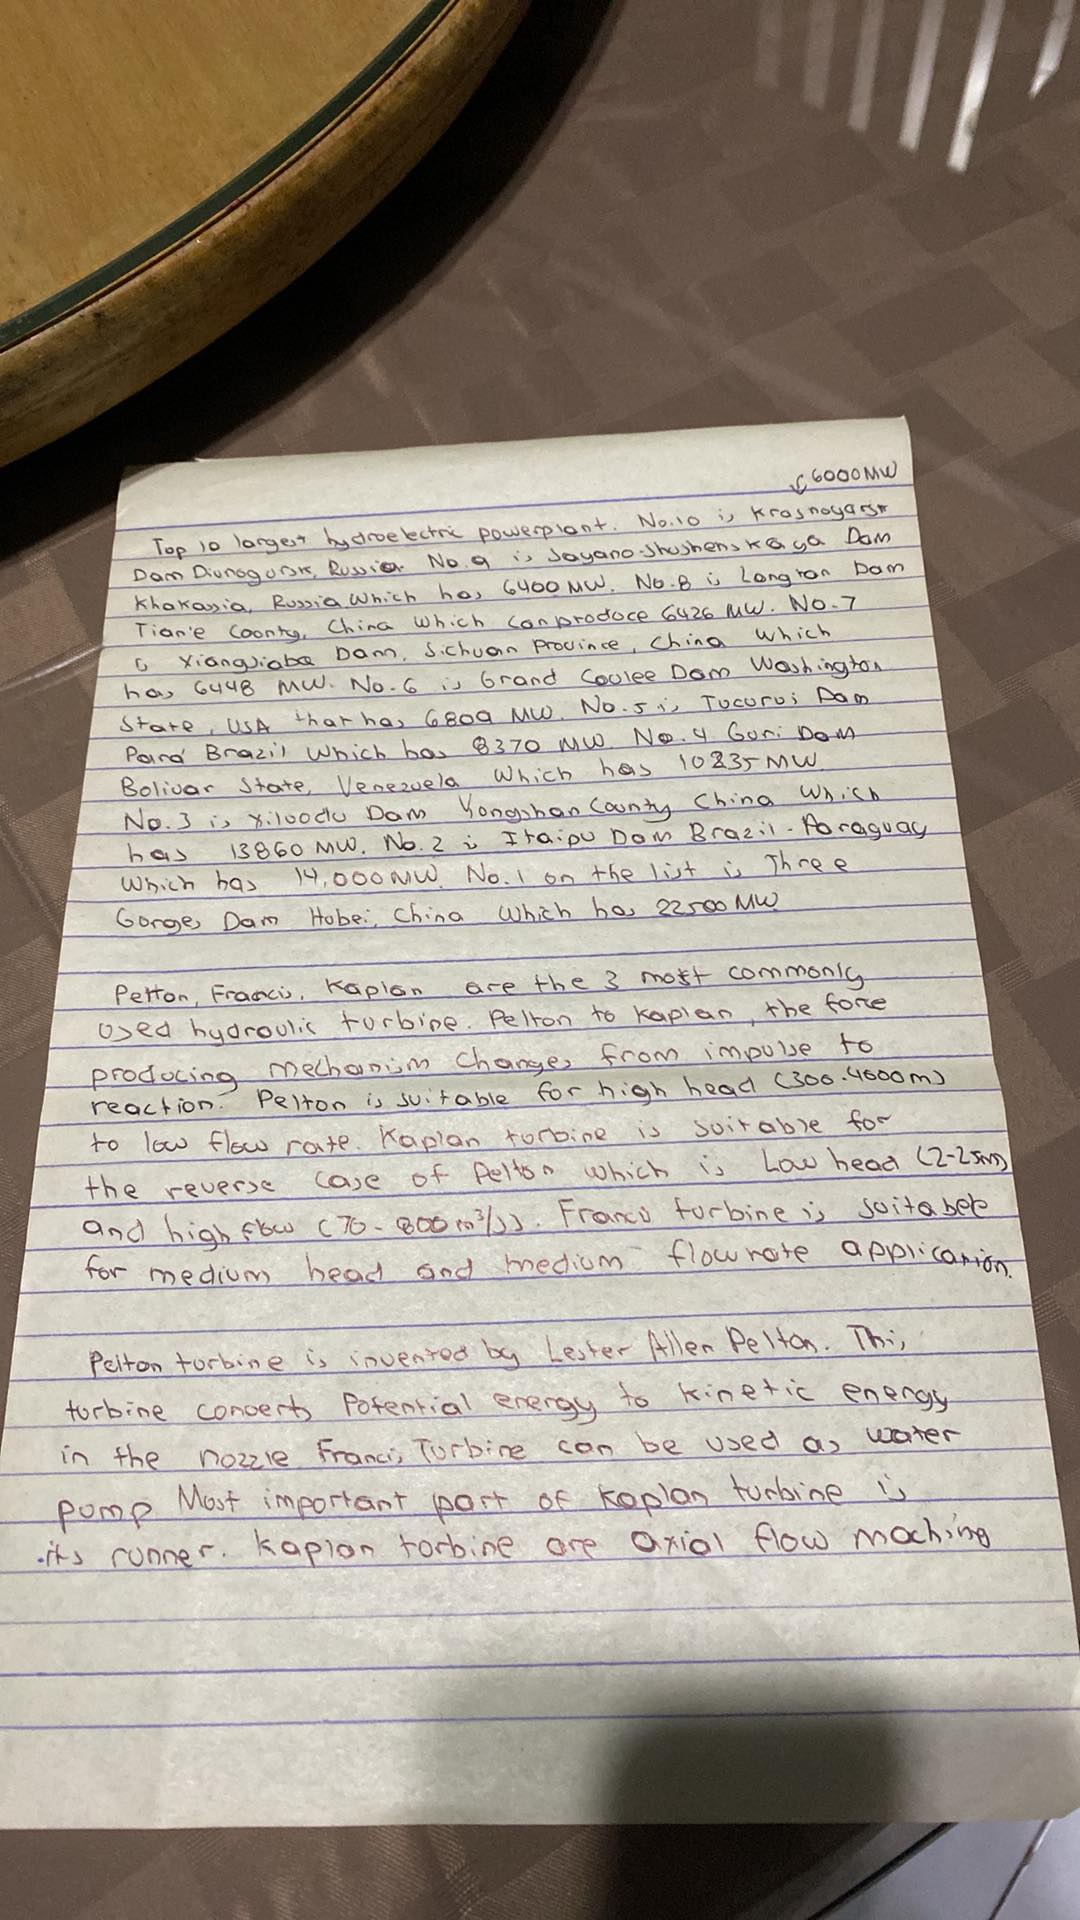 ↓6000MW
Top 10 largest hydroelectric powerplant. No.10 is Krasnoyarsk
Dam Divnogorsk, Russia. No.9 is Sayano-Shushenskaya Dam
Khakassia, Russia which has 6400 MW. No.8 is Longtan Dam
Tian'e County, China which can produce 6426 MW. No.7
is Xiangjiaba Dam, Sichuan Province, China which
has 6448 MW. No.6 is Grand Coulee Dam Washington
State, USA that has 6809 MW. No.5 is Tucurui Dam
Pará Brazil which has 8370 MW. No.4 Guri Dam
Bolivar State, Venezuela which has 10235 MW
No.3 is Xiluodu Dam Yongshan County China which
has 13860 MW. No.2 is Itaipu Dam Brazil-Paraguay
which has 14,000 MW. No.1 on the list is Three
Gorges Dam Hubei, China which has 22500 MW
Pelton, Francis, Kaplan are the 3 most commonly
used hydraulic turbine. Pelton to Kaplan, the force
producing mechanism changes from impulse to
reaction. Pelton is suitable for high head (300-4000m)
to low flow rate. Kaplan turbine is suitable for
the reverse case of Pelton which is Low head (2-25m)
and high flow (70-800 m³/s). Francis turbine is suitabele
for medium head and medium flowrate application.
Pelton turbine is invented by Lester Allen Pelton. This
turbine converts Potential energy to kinetic energy
in the nozzle Francis Turbine can be used as water
pump Most important part of Kaplan turbine is
its runner. Kaplan turbine are axial flow machine